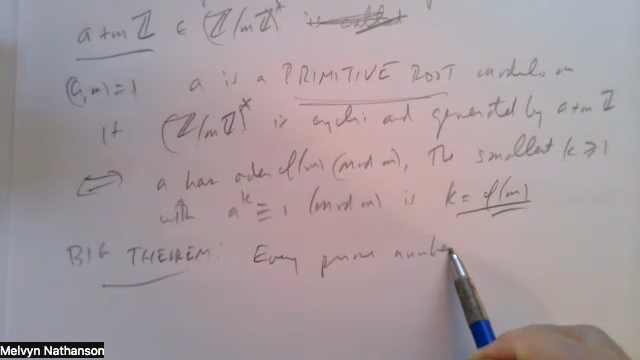 a+mℤ ∈ (ℤ/mℤ)*
(a,m)=1 a is a PRIMITIVE ROOT modulo m
if (ℤ/mℤ)* is cyclic and generated by a+mℤ
⟺ a has order φ(m) (mod m), The smallest k ≥ 1
with a^k ≡ 1 (mod m) is k = φ(m)
BIG THEOREM: Every prime number
Melvyn Nathanson